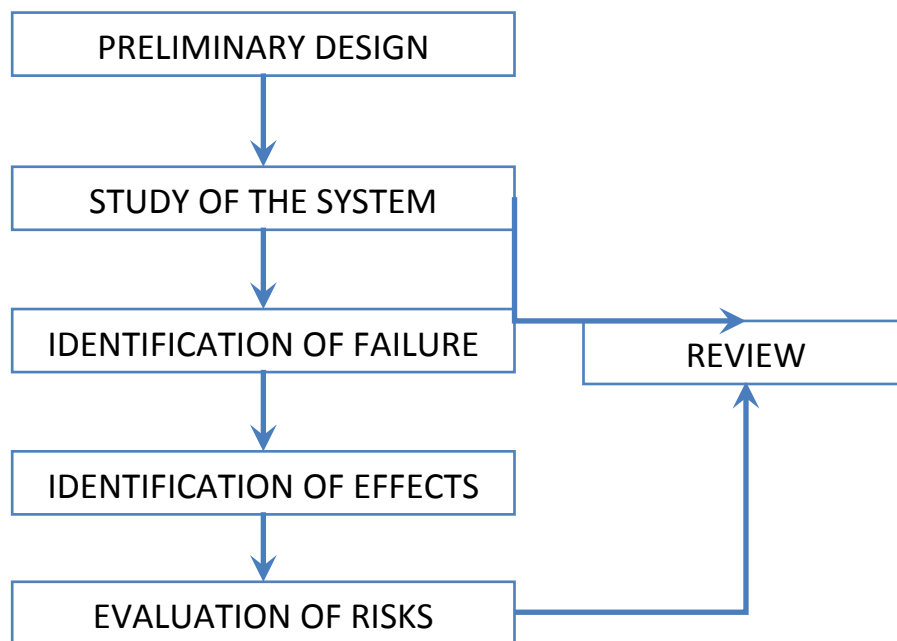 PRELIMINARY DESIGN
STUDY OF THE SYSTEM
IDENTIFICATION OF FAILURE
REVIEW
IDENTIFICATION OF EFFECTS
EVALUATION OF RISKS